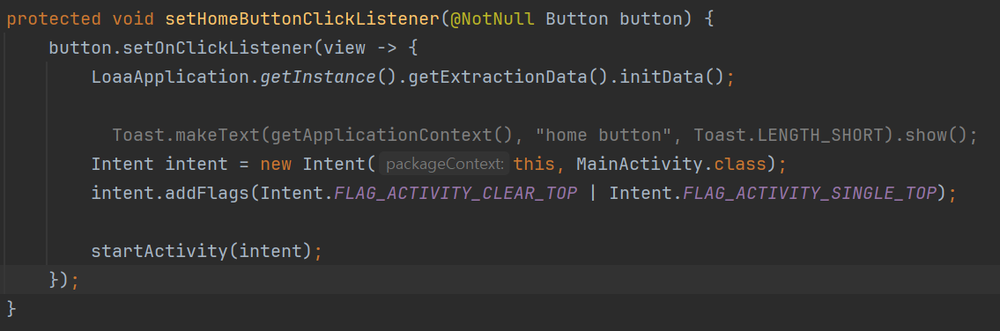 protected void setHomeButtonClickListener(@NotNull Button button) {
button.setOnClickListener(view -> {
LoaaApplication.getInstance().getExtractionData().initData();
Toast.makeText(getApplicationContext(), "home button", Toast.LENGTH_SHORT).show();
Intent intent = new Intent( packageContext: this, MainActivity.class);
intent.addFlags(Intent.FLAG_ACTIVITY_CLEAR_TOP | Intent.FLAG_ACTIVITY_SINGLE_TOP);
startActivity(intent);
});
}